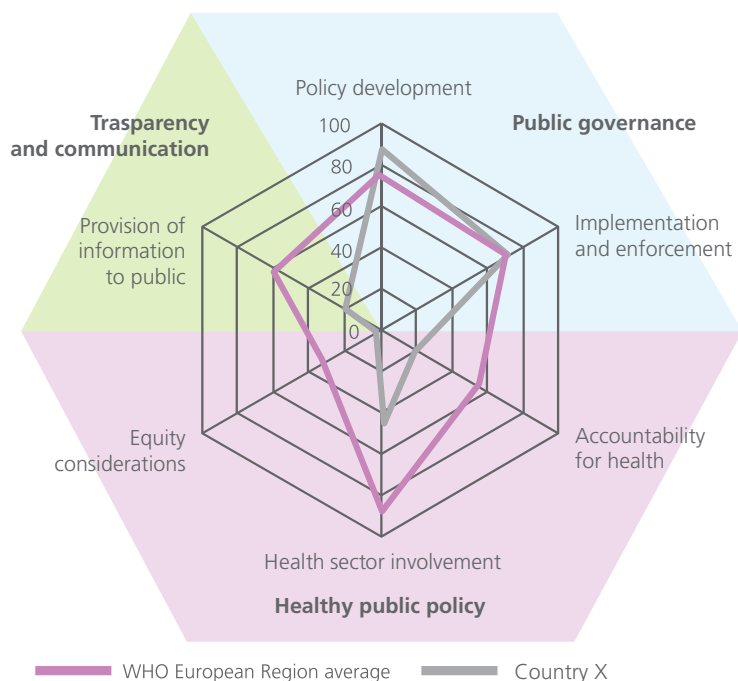 Policy development
Trasparency
and communication
Public governance
100
80
60
40
20
0
Provision of
information
to public
Implementation
and enforcement
Equity
considerations
Accountability
for health
Health sector involvement
Healthy public policy
WHO European Region average
Country X